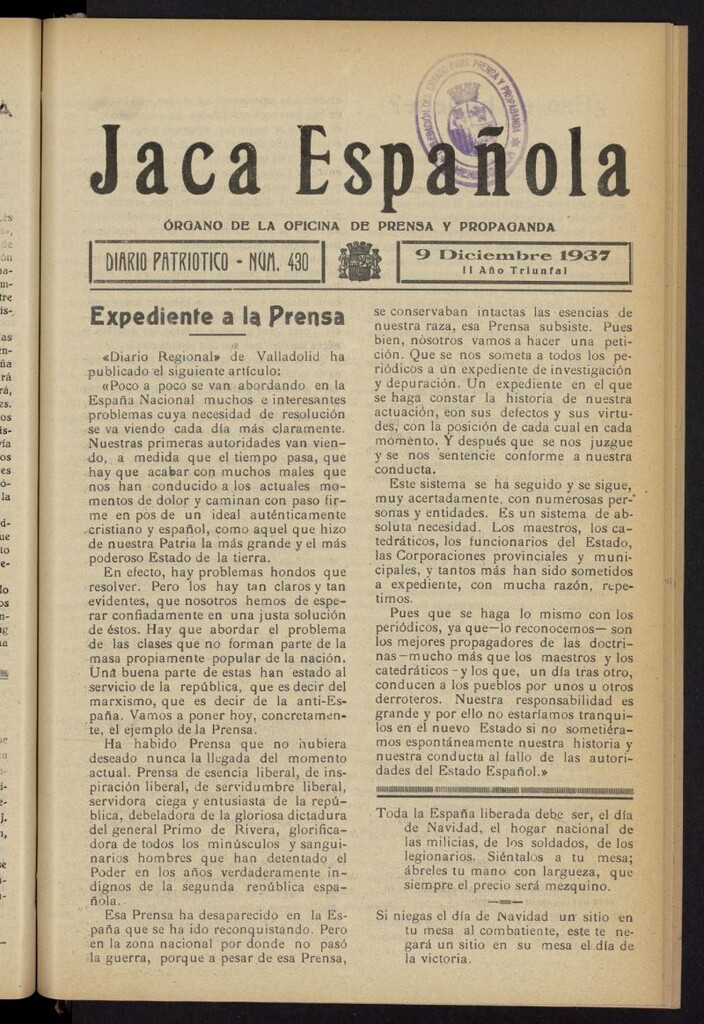 Jaca Española
ÓRGANO DE LA OFICINA DE PRENSA Y PROPAGANDA
DIARIO PATRIOTICO - NÚM. 430
9 Diciembre 1937
II Año Triunfal
Expediente a la Prensa
«Diario Regional» de Valladolid ha
publicado el siguiente artículo:
«Poco a poco se van abordando en la
España Nacional muchos e interesantes
problemas cuya necesidad de resolución
se va viendo cada día más claramente.
Nuestras primeras autoridades van vien-
do, a medida que el tiempo pasa, que
hay que acabar con muchos males que
nos han conducido a los actuales mo-
mentos de dolor y caminan con paso fir-
me en pos de un ideal auténticamente
cristiano y español, como aquel que hizo
de nuestra Patria la más grande y el más
poderoso Estado de la tierra.
En efecto, hay problemas hondos que
resolver. Pero los hay tan claros y tan
evidentes, que nosotros hemos de espe-
rar confiadamente en una justa solución
de éstos. Hay que abordar el problema
de las clases que no forman parte de la
masa propiamente popular de la nación.
Una buena parte de estas han estado al
servicio de la república, que es decir del
marxismo, que es decir de la anti-Es-
paña. Vamos a poner hoy, concretamen-
te, el ejemplo de la Prensa.
Ha habido Prensa que no hubiera
deseado nunca la llegada del momento
actual. Prensa de esencia liberal, de ins-
piración liberal, de servidumbre liberal,
servidora ciega y entusiasta de la repú-
blica, debeladora de la gloriosa dictadura
del general Primo de Rivera, glorifica-
dora de todos los minúsculos y sangui-
narios hombres que han detentado el
Poder en los años verdaderamente in-
dignos de la segunda república espa-
ñola.
Esa Prensa ha desaparecido en la Es-
paña que se ha ido reconquistando. Pero
en la zona nacional por donde no pasó
la guerra, porque a pesar de esa Prensa,
se conservaban intactas las esencias de
nuestra raza, esa Prensa subsiste. Pues
bien, nosotros vamos a hacer una peti-
ción. Que se nos someta a todos los pe-
riódicos a un expediente de investigación
y depuración. Un expediente en el que
se haga constar la historia de nuestra
actuación, eon sus defectos y sus virtu-
des, con la posición de cada cual en cada
momento. Y después que se nos juzgue
y se nos sentencie conforme a nuestra
conducta.
Este sistema se ha seguido y se sigue,
muy acertadamente, con numerosas per-
sonas y entidades. Es un sistema de ab-
soluta necesidad. Los maestros, los ca-
tedráticos, los funcionarios del Estado,
las Corporaciones provinciales y muni-
cipales, y tantos más han sido sometidos
a expediente, con mucha razón, repe-
timos.
Pues que se haga lo mismo con los
periódicos, ya que—lo reconocemos— son
los mejores propagadores de las doctri-
nas—mucho más que los maestros y los
catedráticos - y los que, un día tras otro,
conducen a los pueblos por unos u otros
derroteros. Nuestra responsabilidad es
grande y por ello no estaríamos tranqui-
los en el nuevo Estado si no sometiéra-
mos espontáneamente nuestra historia y
nuestra conducta al fallo de las autori-
dades del Estado Español.»
Toda la España liberada debe ser, el día
de Navidad, el hogar nacional de
las milicias, de los soldados, de los
legionarios. Siéntalos a tu mesa;
ábreles tu mano con largueza, que
siempre el precio será mezquino.
Si niegas el día de Navidad un sitio en
tu mesa al combatiente, este te ne-
gará un sitio en su mesa el día de
la victoria.